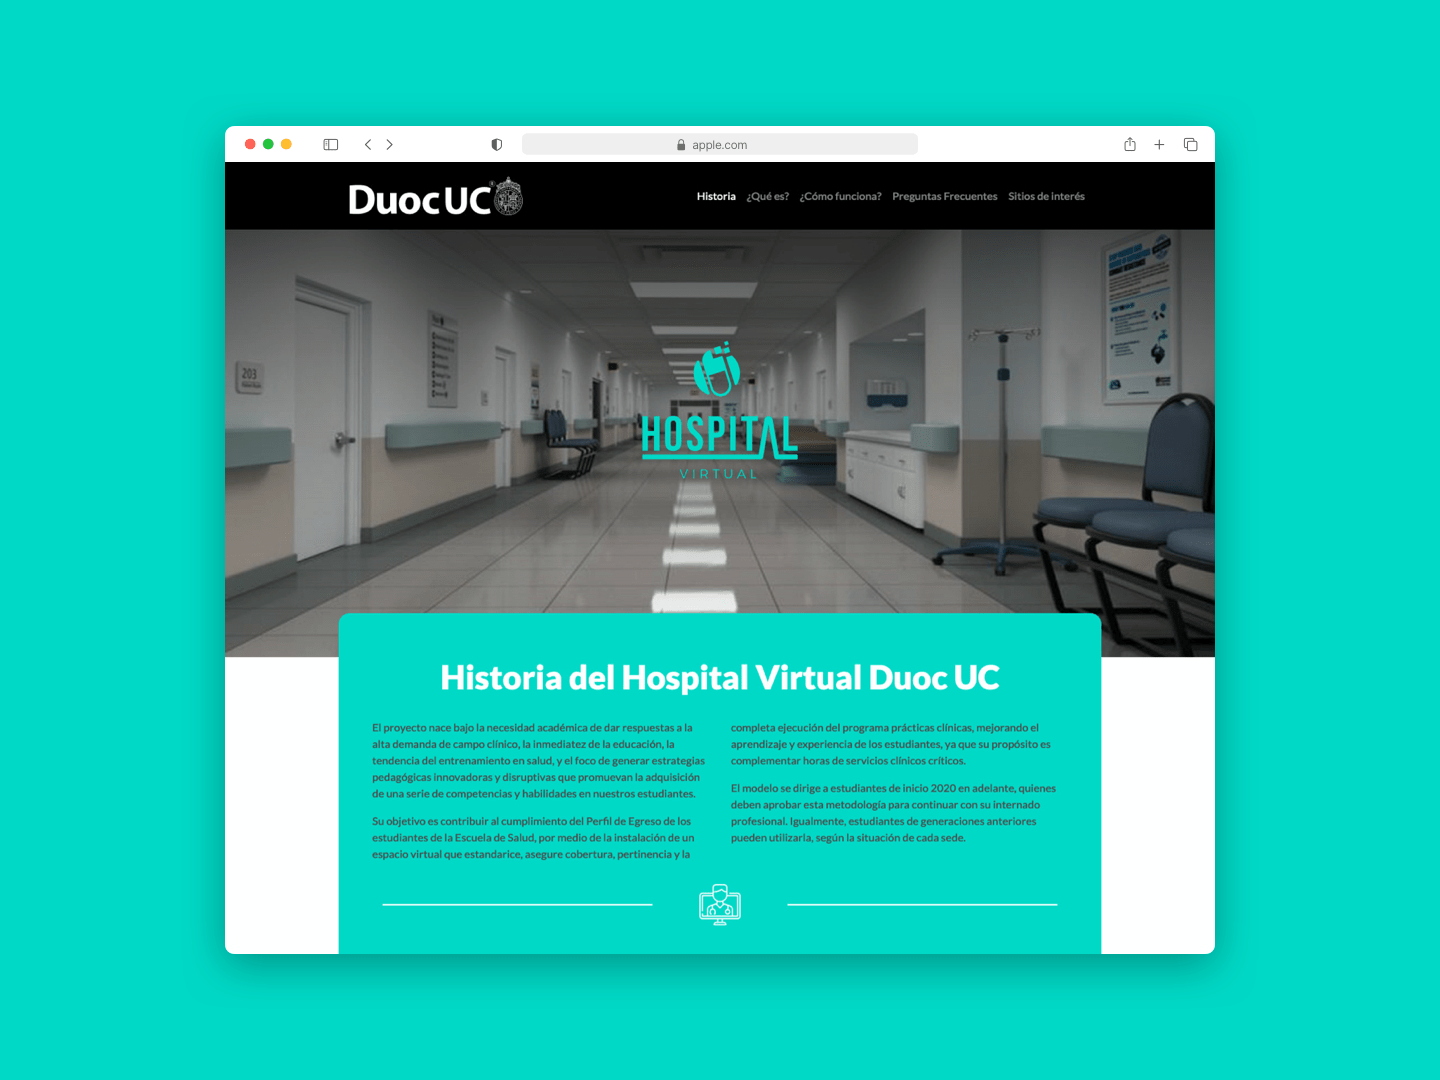 apple.com
Duoc UC
Historia ¿Qué es? ¿Cómo funciona? Preguntas Frecuentes Sitios de interés
203
HOSPITAL
VIRTUAL
Historia del Hospital Virtual Duoc UC
El proyecto nace bajo la necesidad académica de dar respuestas a la
alta demanda de campo clínico, la inmediatez de la educación, la
tendencia del entrenamiento en salud, y el foco de generar estrategias
pedagógicas innovadoras y disruptivas que promuevan la adquisición
de una serie de competencias y habilidades en nuestros estudiantes.
Su objetivo es contribuir al cumplimiento del Perfil de Egreso de los
estudiantes de la Escuela de Salud, por medio de la instalación de un
espacio virtual que estandarice, asegure cobertura, pertinencia y la
completa ejecución del programa prácticas clínicas, mejorando el
aprendizaje y experiencia de los estudiantes, ya que su propósito es
complementar horas de servicios clínicos críticos.
El modelo se dirige a estudiantes de inicio 2020 en adelante, quienes
deben aprobar esta metodología para continuar con su internado
profesional. Igualmente, estudiantes de generaciones anteriores
pueden utilizarla, según la situación de cada sede.